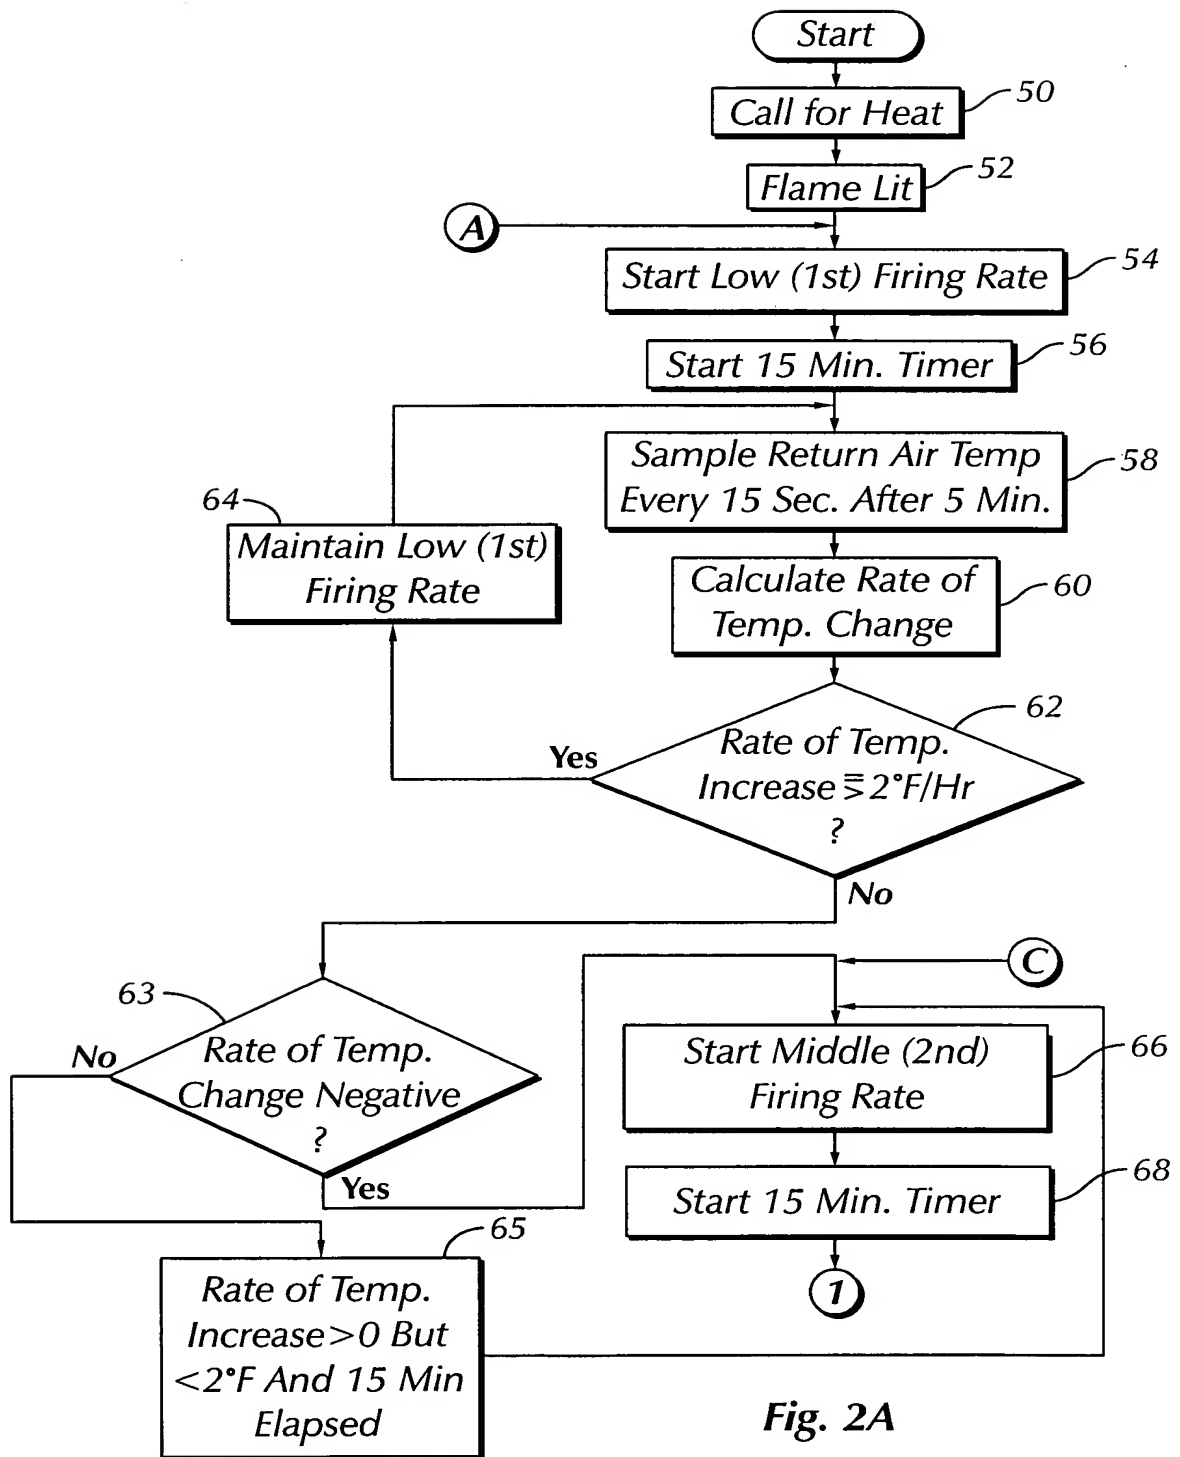 Start
Call for Heat
50
Flame Lit
52
A
Start Low (1st) Firing Rate
54
Start 15 Min. Timer
56
Sample Return Air Temp
Every 15 Sec. After 5 Min.
58
64
Maintain Low (1st)
Firing Rate
Calculate Rate of
Temp. Change
60
62
Rate of Temp.
Increase ≧ 2°F/Hr
?
Yes
No
63
Rate of Temp.
Change Negative
?
No
Yes
C
Start Middle (2nd)
Firing Rate
66
Start 15 Min. Timer
68
1
65
Rate of Temp.
Increase>0 But
<2°F And 15 Min
Elapsed
Fig. 2A